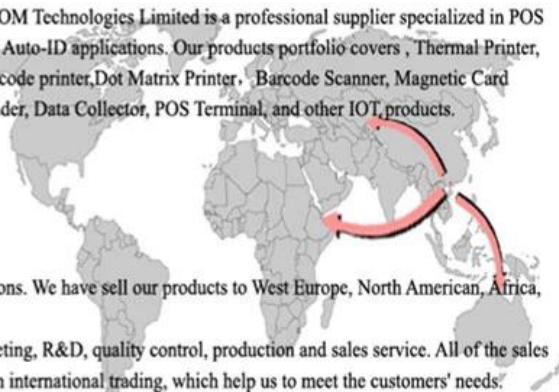 OM Technologies Limited is a professional supplier specialized in POS
Auto-ID applications. Our products portfolio covers , Thermal Printer,
code printer,Dot Matrix Printer, Barcode Scanner, Magnetic Card
der, Data Collector, POS Terminal, and other IOT products.
ons. We have sell our products to West Europe, North American, Africa,
eting, R&D, quality control, production and sales service. All of the sales
n international trading, which help us to meet the customers' needs.